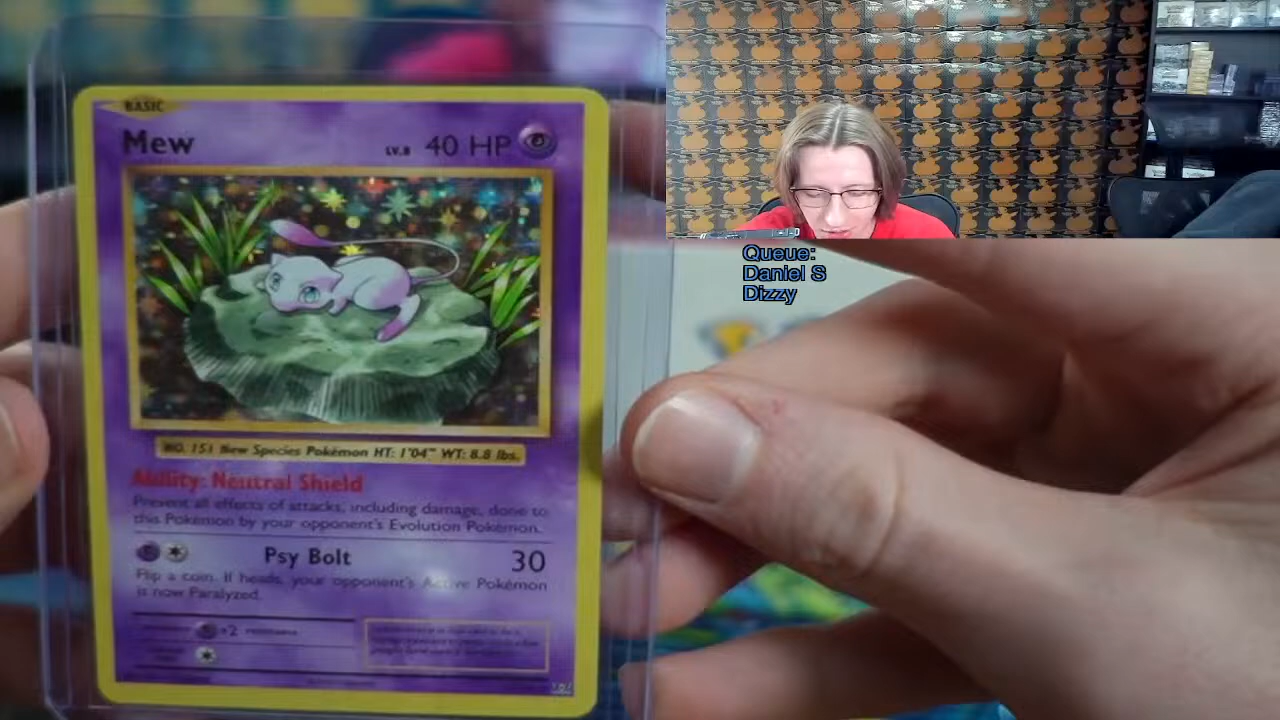 BASIC
Mew
LV.8 40 HP
NO. 151 New Species Pokémon HT: 1'04" WT: 8.8 lbs.
Ability: Neutral Shield
Prevent all effects of attacks, including damage, done to
this Pokémon by your opponent's Evolution Pokémon.
Psy Bolt 30
Flip a coin. If heads, your opponent's Active Pokémon
is now Paralyzed.
x2 resistance
Queue:
Daniel S
Dizzy